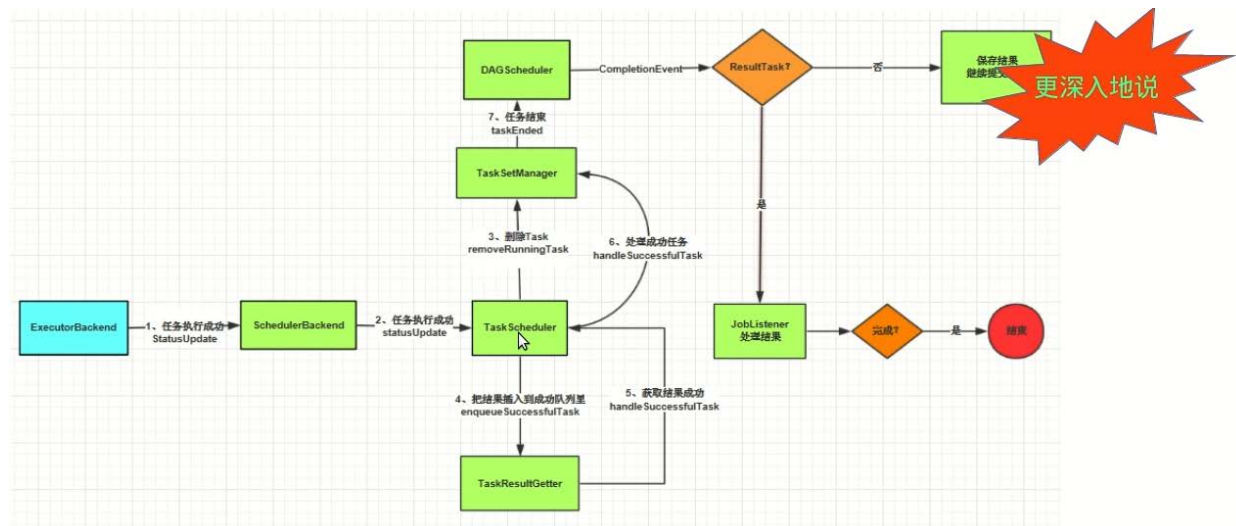 DAGScheduler
CompletionEvent
ResultTask?
否
保存结果
继续提交
更深入地说
7、任务结束
taskEnded
TaskSetManager
是
3、删除Task
removeRunningTask
6、处理成功任务
handleSuccessfulTask
ExecutorBackend
1、任务执行成功
StatusUpdate
SchedulerBackend
2、任务执行成功
statusUpdate
TaskScheduler
JobListener
处理结果
完成?
是
结束
4、把结果插入到成功队列里
enqueueSuccessfulTask
5、获取结果成功
handleSuccessfulTask
TaskResultGetter